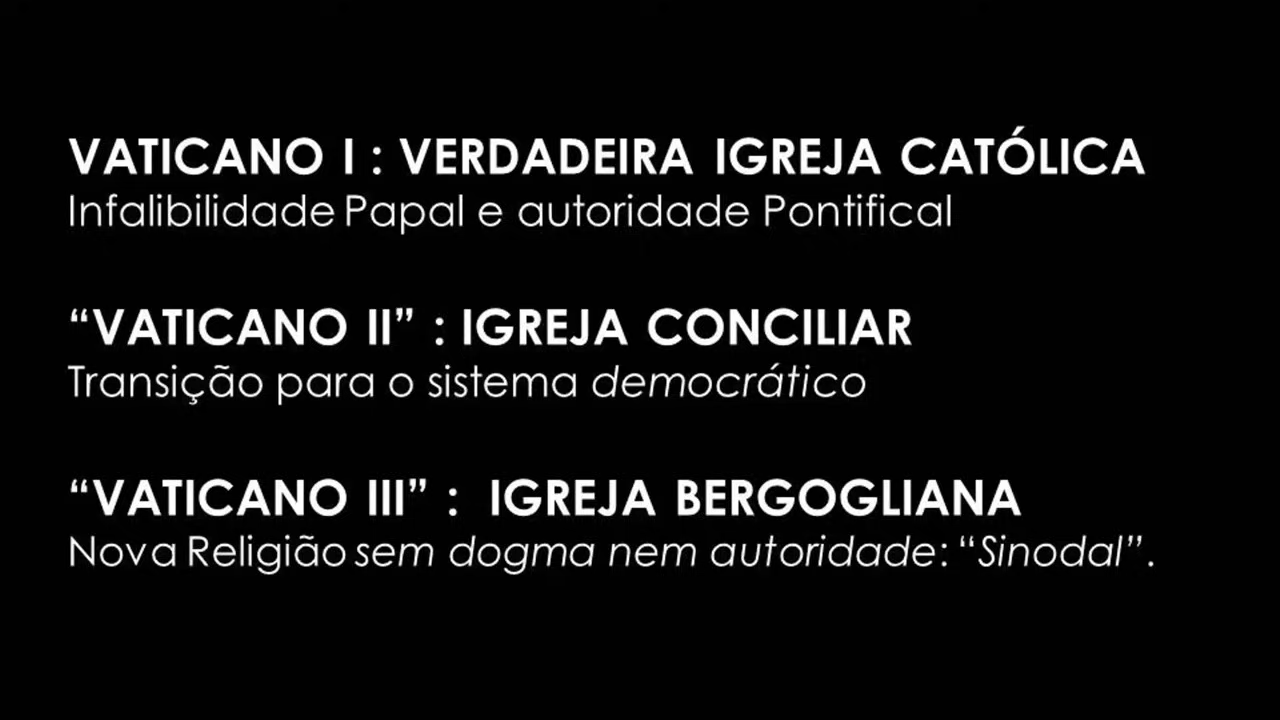 VATICANO I : VERDADEIRA IGREJA CATÓLICA
Infalibilidade Papal e autoridade Pontifical
“VATICANO II” : IGREJA CONCILIAR
Transição para o sistema democrático
“VATICANO III” : IGREJA BERGOGLIANA
Nova Religião sem dogma nem autoridade: “Sinodal”.